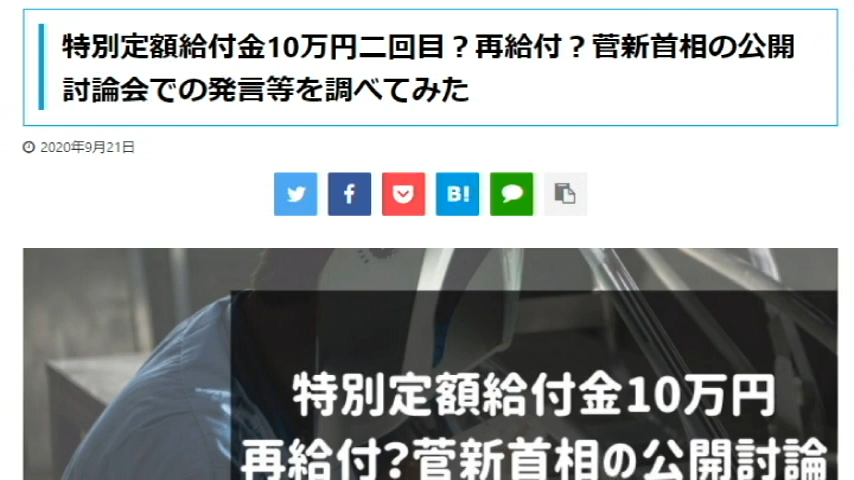 特別定額給付金10万円二回目？再給付？菅新首相の公開
討論会での発言等を調べてみた
2020年9月21日
B!
特別定額給付金10万円
再給付?菅新首相の公開討論